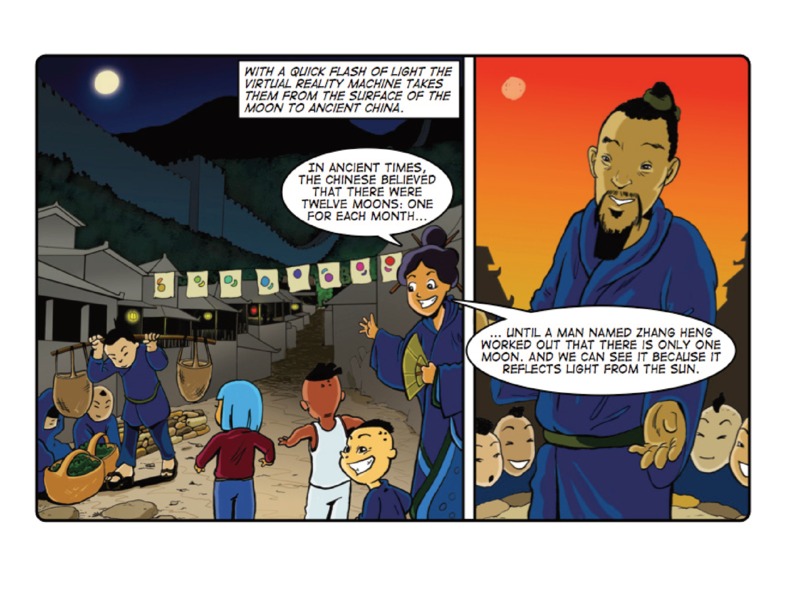 WITH A QUICK FLASH OF LIGHT THE
VIRTUAL REALITY MACHINE TAKES
THEM FROM THE SURFACE OF THE
MOON TO ANCIENT CHINA.
IN ANCIENT TIMES,
THE CHINESE BELIEVED
THAT THERE WERE
TWELVE MOONS: ONE
FOR EACH MONTH...
... UNTIL A MAN NAMED ZHANG HENG
WORKED OUT THAT THERE IS ONLY ONE
MOON. AND WE CAN SEE IT BECAUSE IT
REFLECTS LIGHT FROM THE SUN.